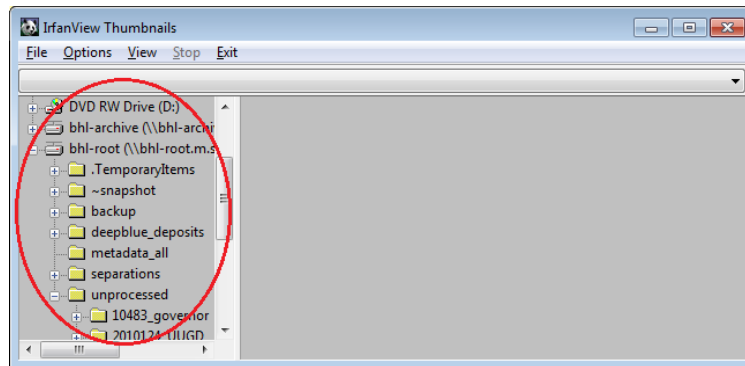 IrfanView Thumbnails
File Options View Stop Exit
DVD RW Drive (D:)
bhl-archive (\\bhl-archi
bhl-root (\\bhl-root.m.s
.TemporaryItems
~snapshot
backup
deepblue_deposits
metadata_all
separations
unprocessed
10483_governor
2010124_UUGD